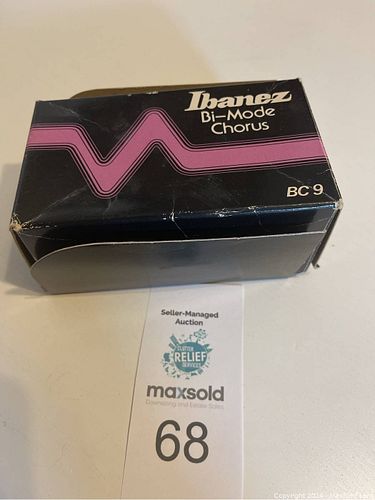 Ibanez
Bi-Mode
Chorus
BC 9
Seller-Managed
Auction
CLUTTER
RELIEF
SERVICES
maxsold
Downsizing and Estate Sales
68